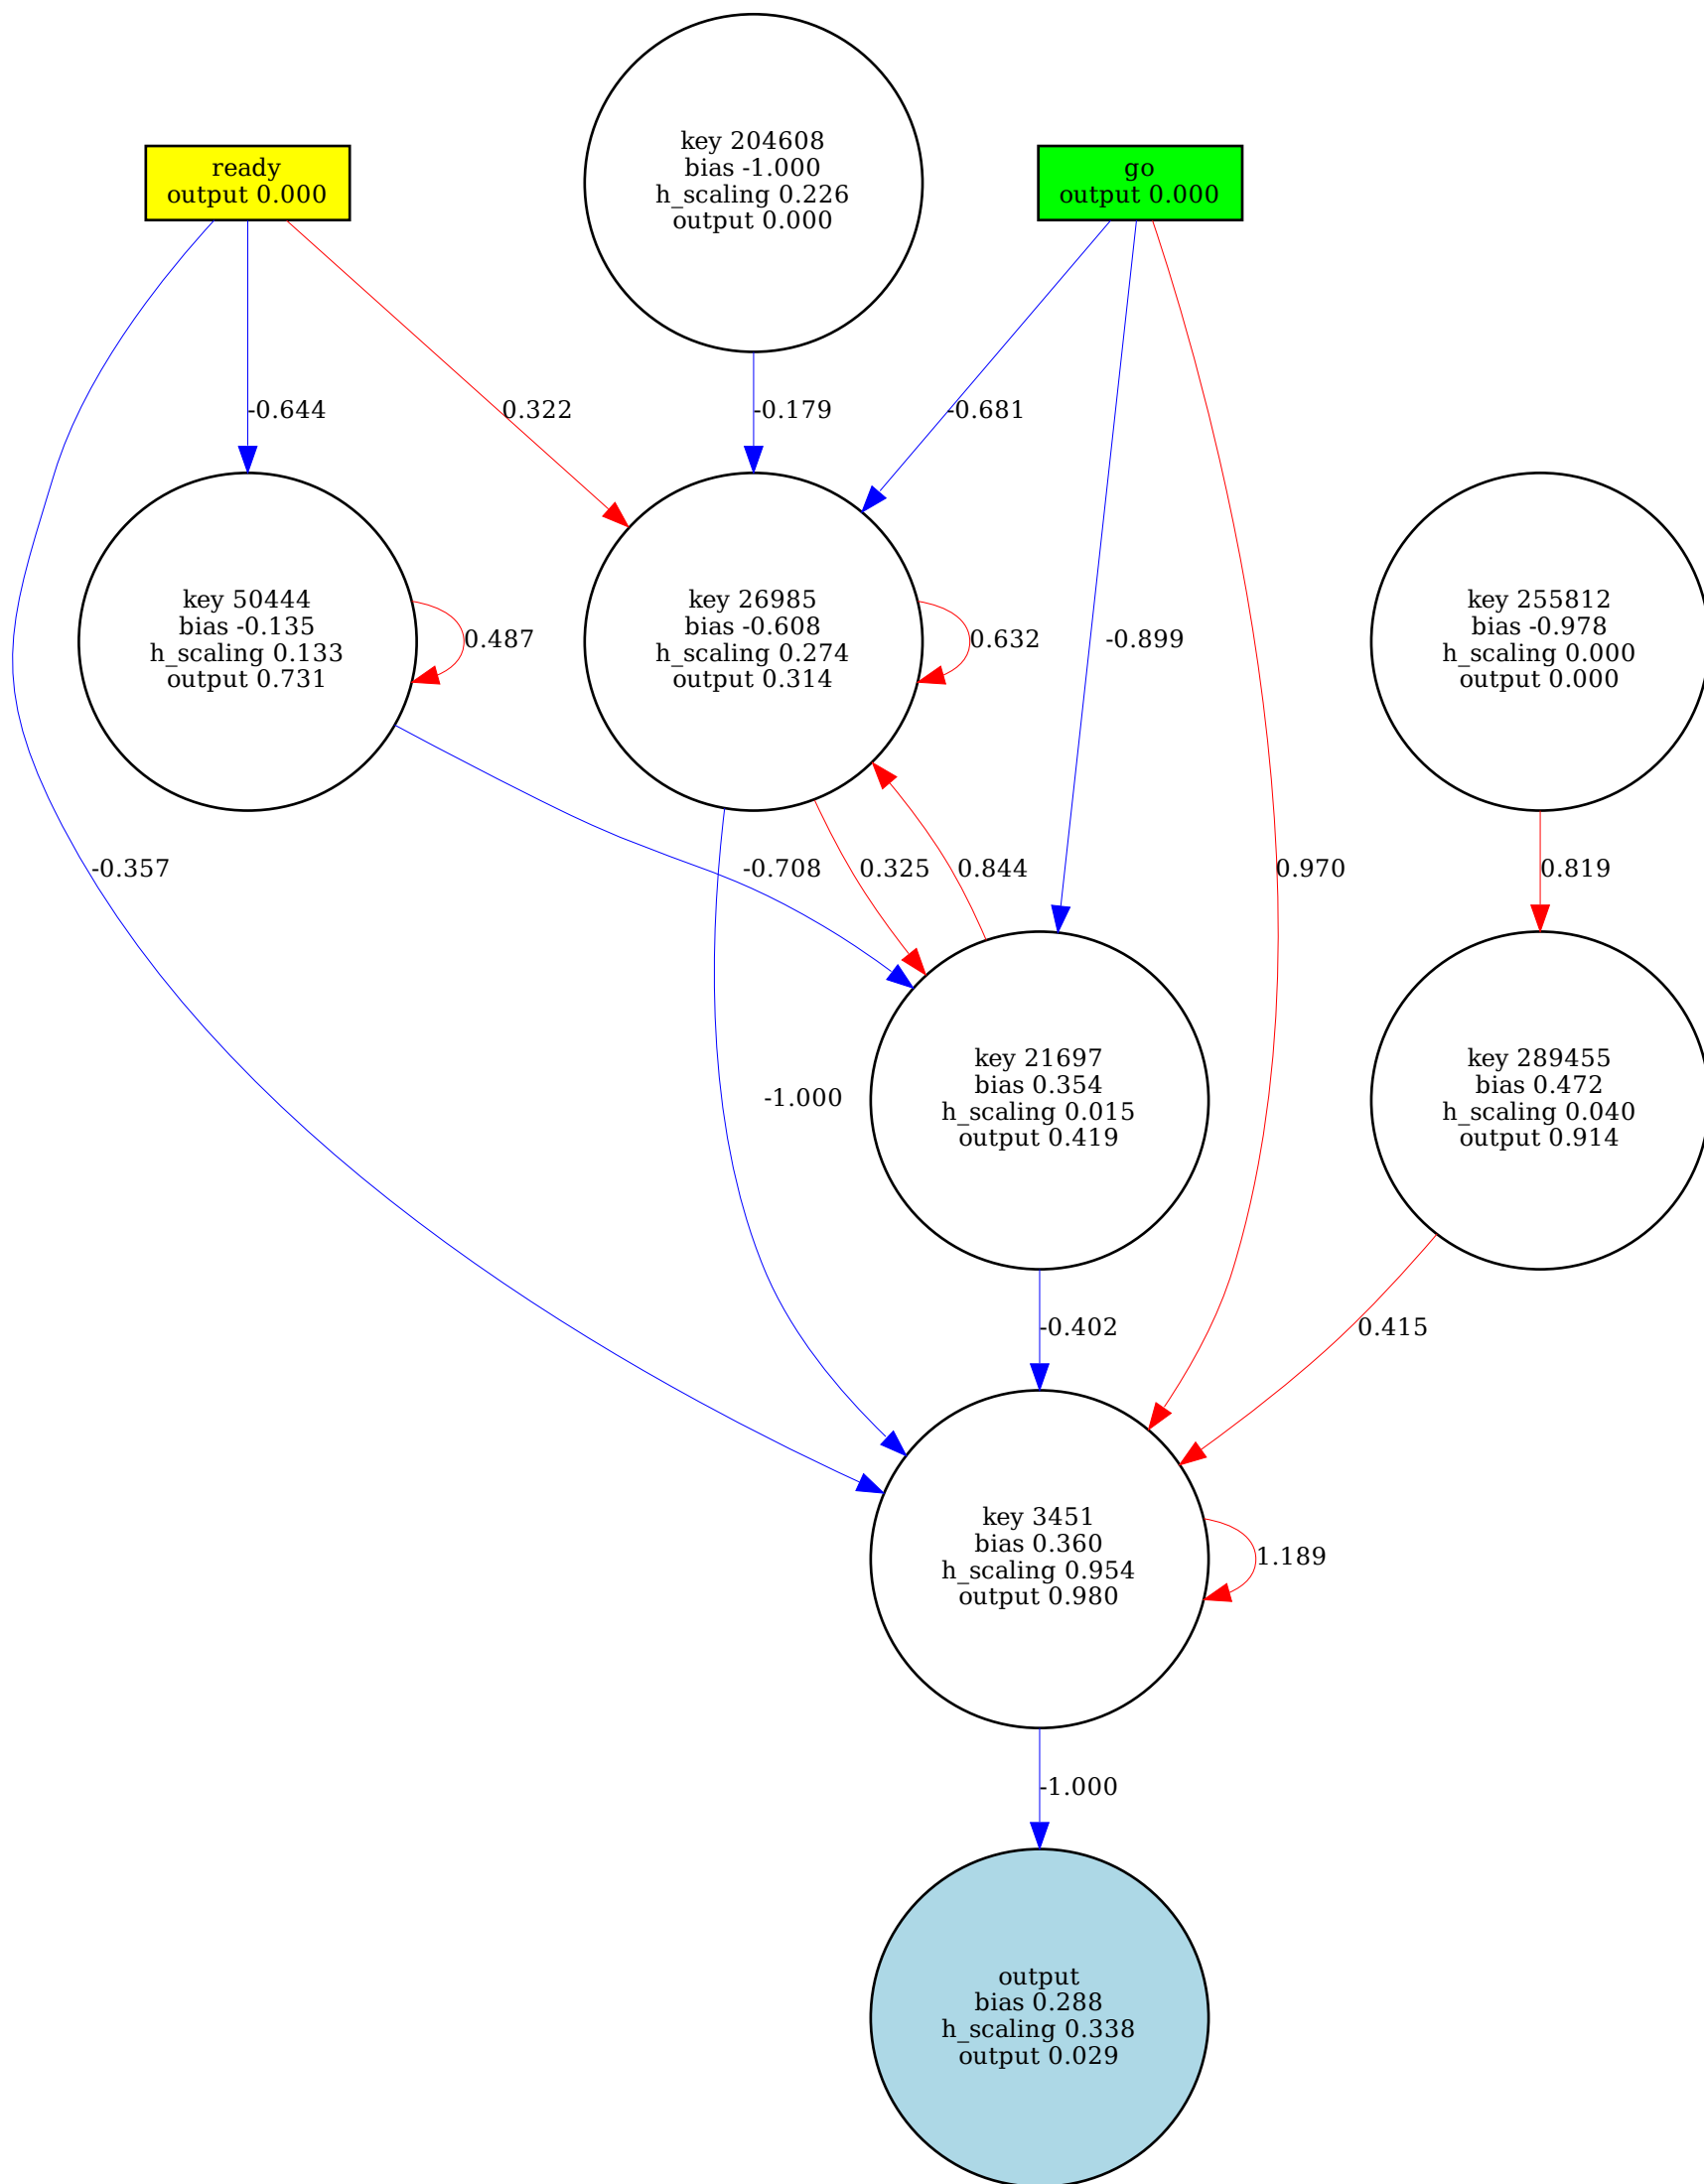 key 204608
bias -1.000
h_scaling 0.226
output 0.000
ready
output 0.000
go
output 0.000
-0.644
0.322
-0.179
-0.681
key 50444
bias -0.135
h_scaling 0.133
output 0.731
0.487
key 26985
bias -0.608
h_scaling 0.274
output 0.314
0.632
-0.899
key 255812
bias -0.978
h_scaling 0.000
output 0.000
-0.357
-0.708
0.325
0.844
0.970
0.819
-1.000
key 21697
bias 0.354
h_scaling 0.015
output 0.419
key 289455
bias 0.472
h_scaling 0.040
output 0.914
-0.402
0.415
key 3451
bias 0.360
h_scaling 0.954
output 0.980
1.189
-1.000
output
bias 0.288
h_scaling 0.338
output 0.029